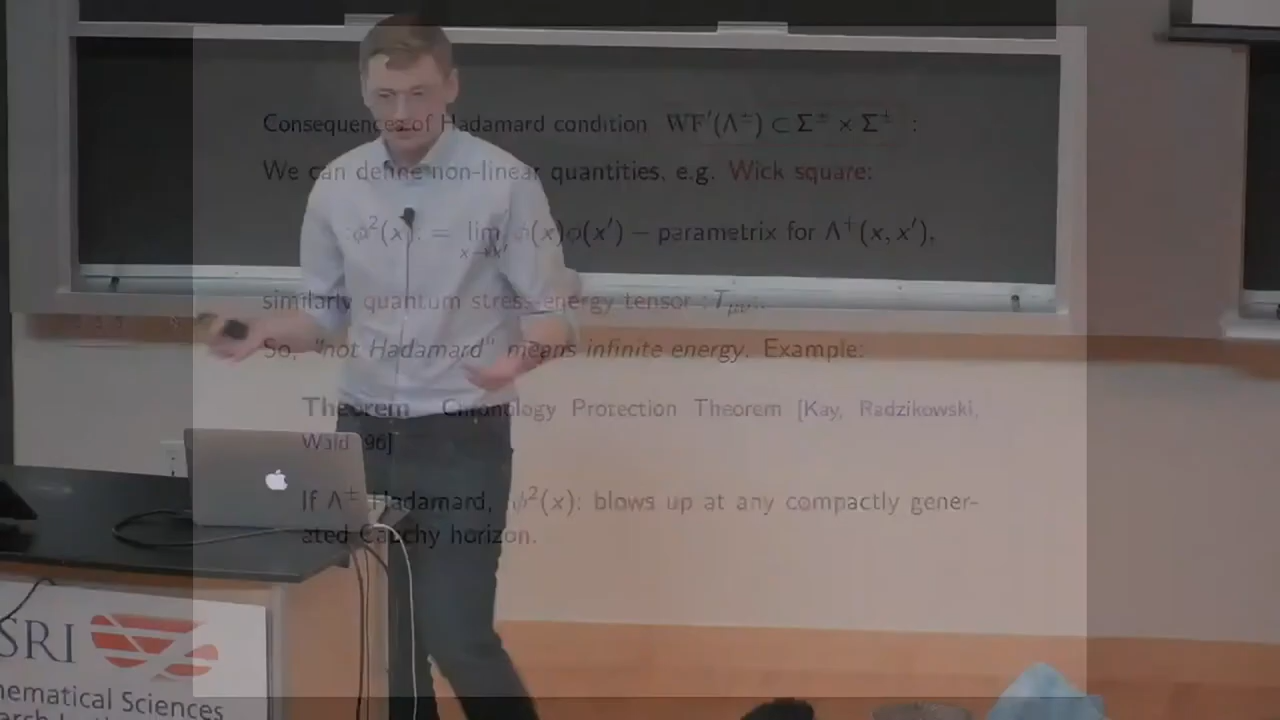 Consequences of Hadamard condition WF′(Λ±) ⊂ Σ± × Σ± :
We can define non-linear quantities, e.g. Wick square:
:ϕ²(x): = lim x→x′ ϕ(x)ϕ(x′) − parametrix for Λ⁺(x, x′),
similarly quantum stress-energy tensor :Tμν:.
So, "not Hadamard" means infinite energy. Example:
Theorem Chronology Protection Theorem [Kay, Radzikowski,
Wald '96]
If Λ± Hadamard, :ϕ²(x): blows up at any compactly gener-
ated Cauchy horizon.
SRI
hematical Sciences